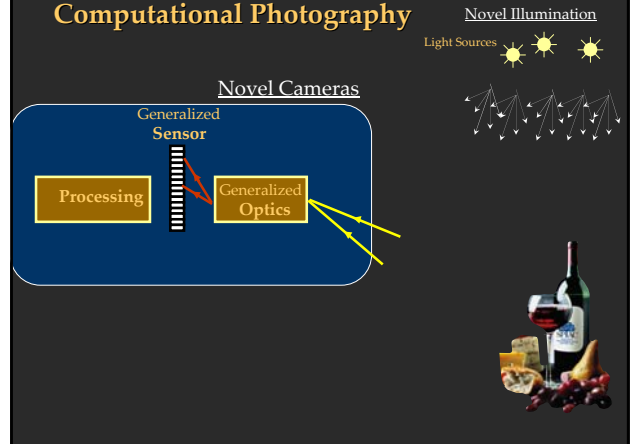 Computational Photography
Novel Illumination
Light Sources
Novel Cameras
Generalized
Sensor
Processing
Generalized
Optics